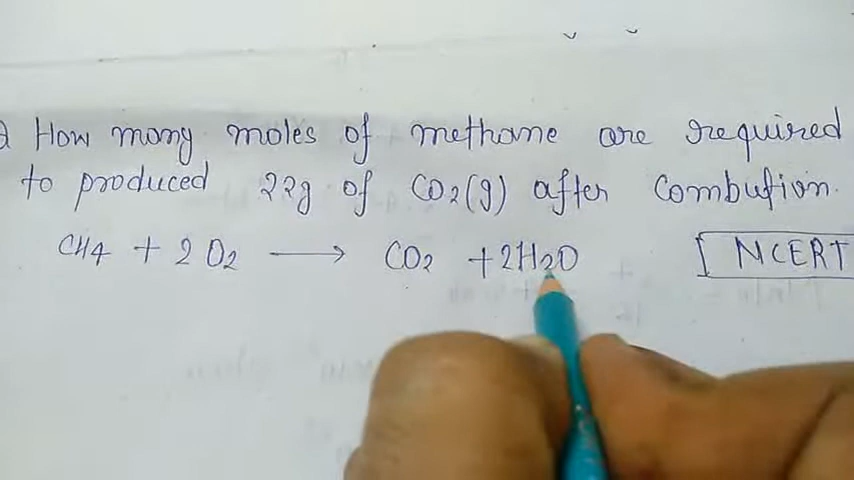 How many moles of methane are required
to produced 22g of CO2(g) after Combution.
CH4 + 2 O2 ⟶ CO2 + 2H2O [ NCERT